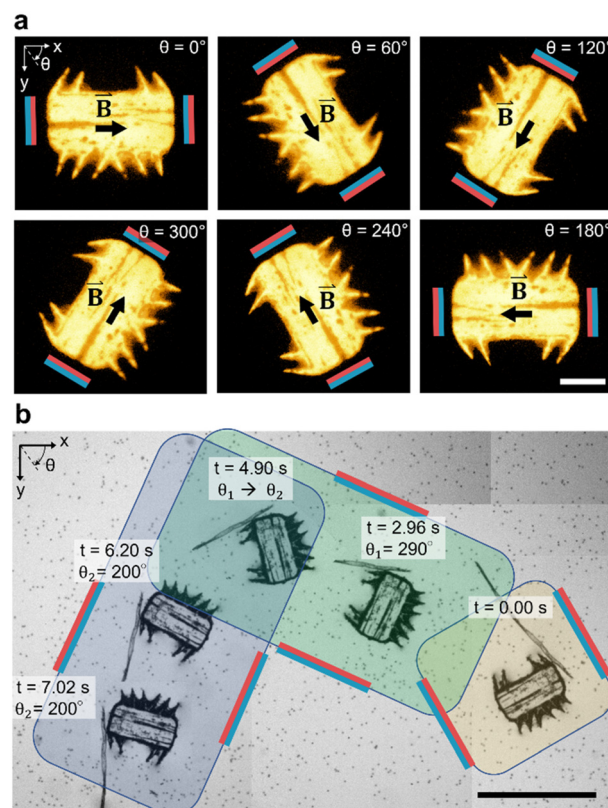 a
x
θ
y
B
θ = 0°
B
θ = 60°
B
θ = 120°
B
θ = 300°
B
θ = 240°
B
θ = 180°
b
x
θ
y
t = 4.90 s
θ1 → θ2
t = 2.96 s
θ1= 290°
t = 6.20 s
θ2= 200°
t = 0.00 s
t = 7.02 s
θ2= 200°